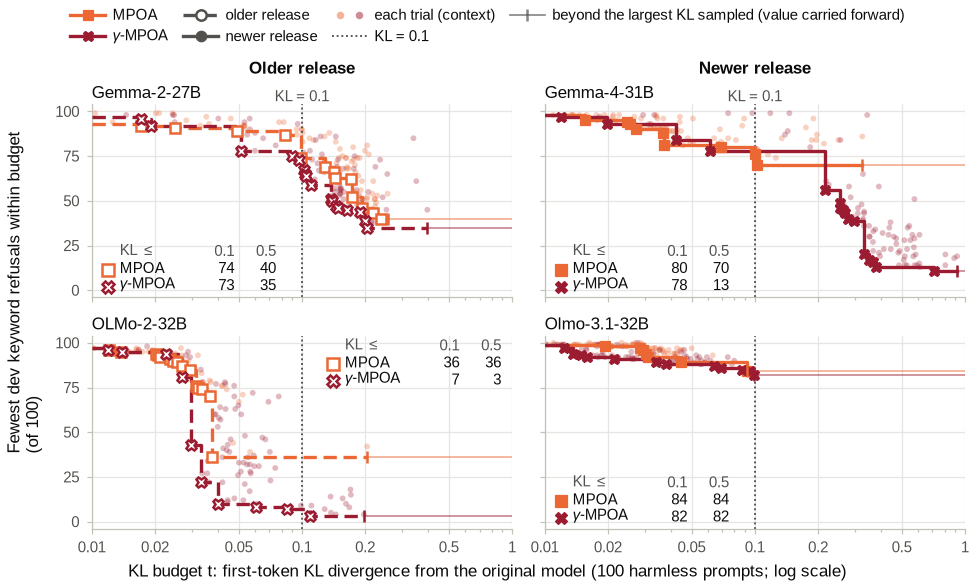 MPOA older release each trial (context) beyond the largest KL sampled (value carried forward)
γ-MPOA newer release KL = 0.1
Older release Newer release
Gemma-2-27B
KL = 0.1
Gemma-4-31B
KL = 0.1
100
75
50
25
0
KL ≤ 0.1 0.5
MPOA 74 40
γ-MPOA 73 35
KL ≤ 0.1 0.5
MPOA 80 70
γ-MPOA 78 13
OLMo-2-32B
Olmo-3.1-32B
100
75
50
25
0
KL ≤ 0.1 0.5
MPOA 36 36
γ-MPOA 7 3
KL ≤ 0.1 0.5
MPOA 84 84
γ-MPOA 82 82
0.01 0.02 0.05 0.1 0.2 0.5 1
0.01 0.02 0.05 0.1 0.2 0.5 1
Fewest dev keyword refusals within budget
(of 100)
KL budget t: first-token KL divergence from the original model (100 harmless prompts; log scale)